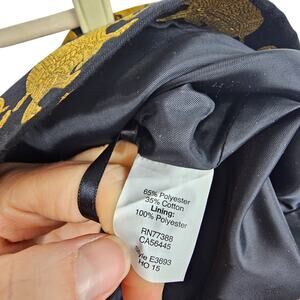 65% Polyester
35% Cotton
Lining:
100% Polyester
RN77388
CA56445
Style E3693
HO 15